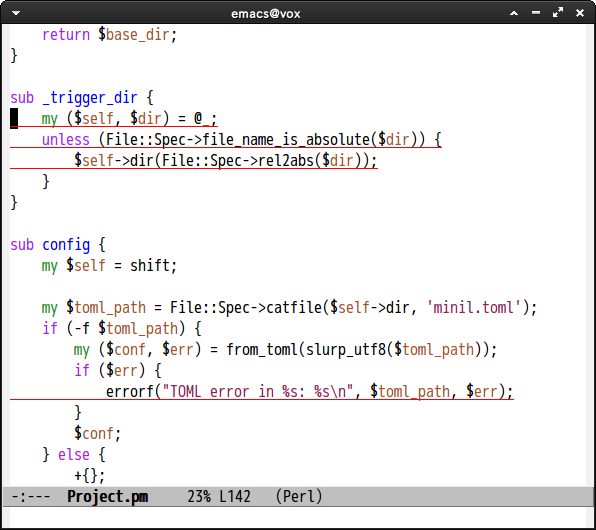 emacs@vox
    return $base_dir;
}

sub _trigger_dir {
    my ($self, $dir) = @_;
    unless (File::Spec->file_name_is_absolute($dir)) {
        $self->dir(File::Spec->rel2abs($dir));
    }
}

sub config {
    my $self = shift;

    my $toml_path = File::Spec->catfile($self->dir, 'minil.toml');
    if (-f $toml_path) {
        my ($conf, $err) = from_toml(slurp_utf8($toml_path));
        if ($err) {
            errorf("TOML error in %s: %s\n", $toml_path, $err);
        }
        $conf;
    } else {
        +{};
-:---  Project.pm     23% L142   (Perl)